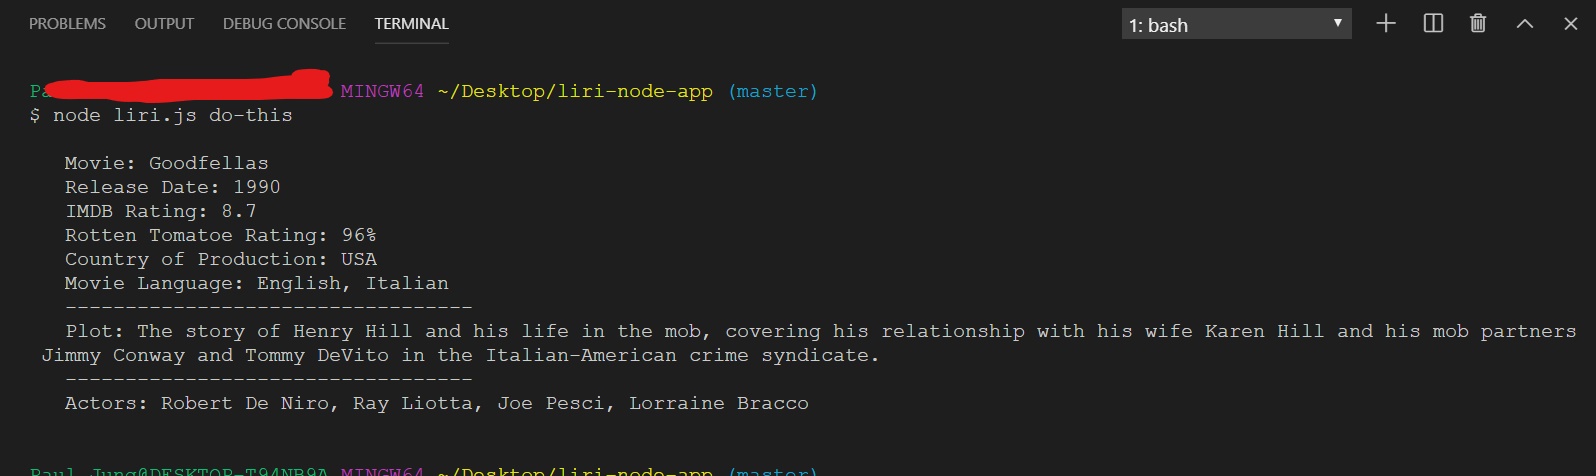 PROBLEMS OUTPUT DEBUG CONSOLE TERMINAL 1: bash
Pa MINGW64 ~/Desktop/liri-node-app (master)
$ node liri.js do-this
Movie: Goodfellas
Release Date: 1990
IMDB Rating: 8.7
Rotten Tomatoe Rating: 96%
Country of Production: USA
Movie Language: English, Italian
----------------------------------
Plot: The story of Henry Hill and his life in the mob, covering his relationship with his wife Karen Hill and his mob partners
Jimmy Conway and Tommy DeVito in the Italian-American crime syndicate.
----------------------------------
Actors: Robert De Niro, Ray Liotta, Joe Pesci, Lorraine Bracco
Paul Jung@DESKTOP-T94NB9A MINGW64 ~/Desktop/liri-node-app (master)